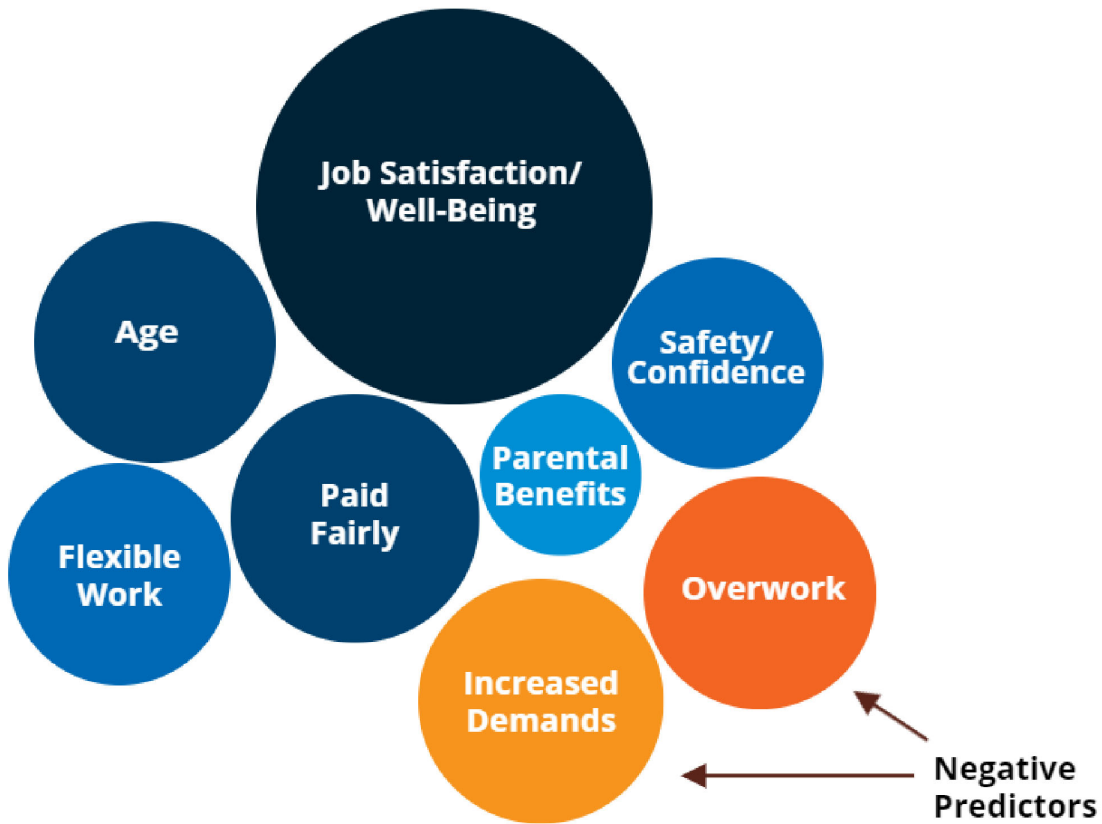 Job Satisfaction/
Well-Being
Age
Safety/
Confidence
Parental
Benefits
Paid
Fairly
Flexible
Work
Overwork
Increased
Demands
Negative
Predictors